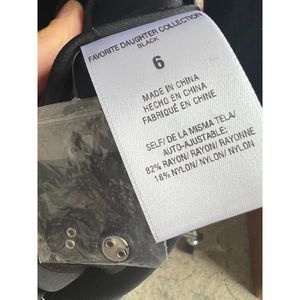 FAVORITE DAUGHTER COLLECTION
BLACK
6
MADE IN CHINA
HECHO EN CHINA
FABRIQUÉ EN CHINE
SELF/ DE LA MISMA TELA/
AUTO-AJUSTABLE:
82% RAYON/ RAYON/ RAYONNE
18% NYLON/ NYLON/ NYLON